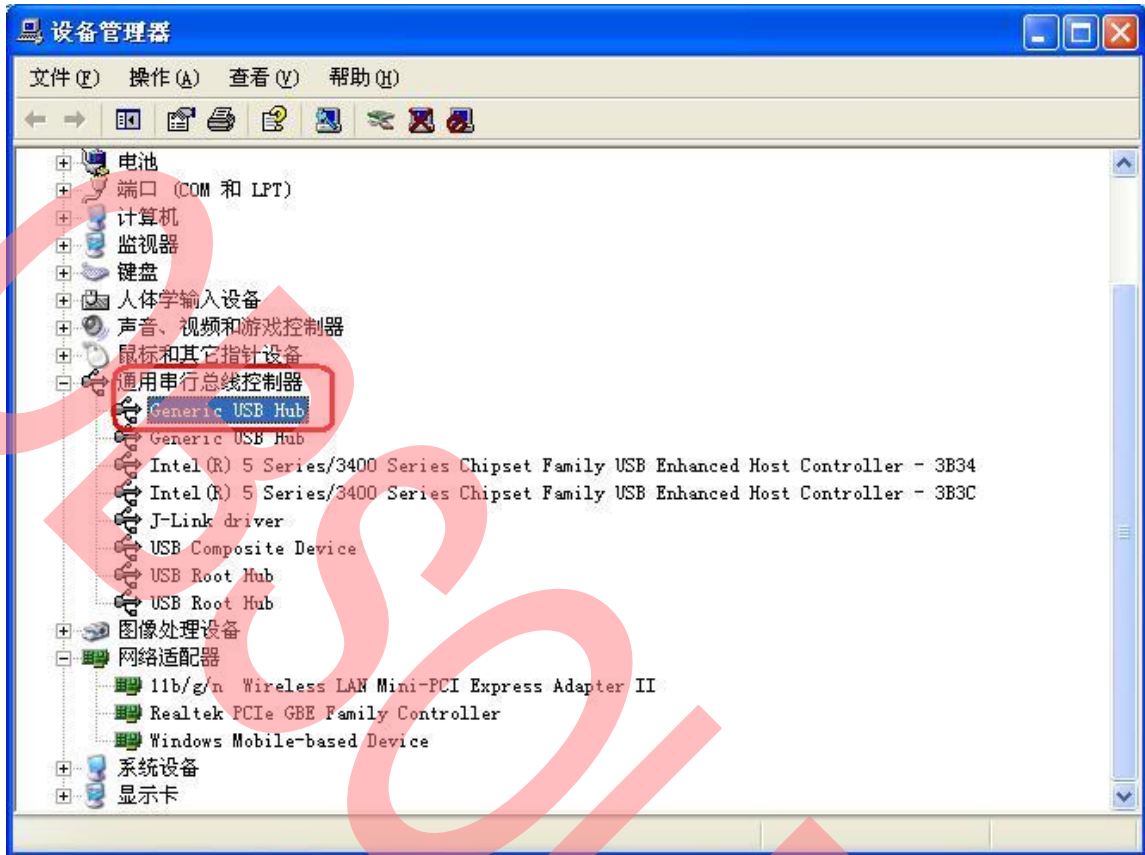 设备管理器
文件(F) 操作(A) 查看(V) 帮助(H)
电池
端口 (COM 和 LPT)
计算机
监视器
键盘
人体学输入设备
声音、视频和游戏控制器
鼠标和其它指针设备
通用串行总线控制器
Generic USB Hub
Generic USB Hub
Intel(R) 5 Series/3400 Series Chipset Family USB Enhanced Host Controller - 3B34
Intel(R) 5 Series/3400 Series Chipset Family USB Enhanced Host Controller - 3B3C
J-Link driver
USB Composite Device
USB Root Hub
USB Root Hub
图像处理设备
网络适配器
11b/g/n Wireless LAN Mini-PCI Express Adapter II
Realtek PCIe GBE Family Controller
Windows Mobile-based Device
系统设备
显示卡